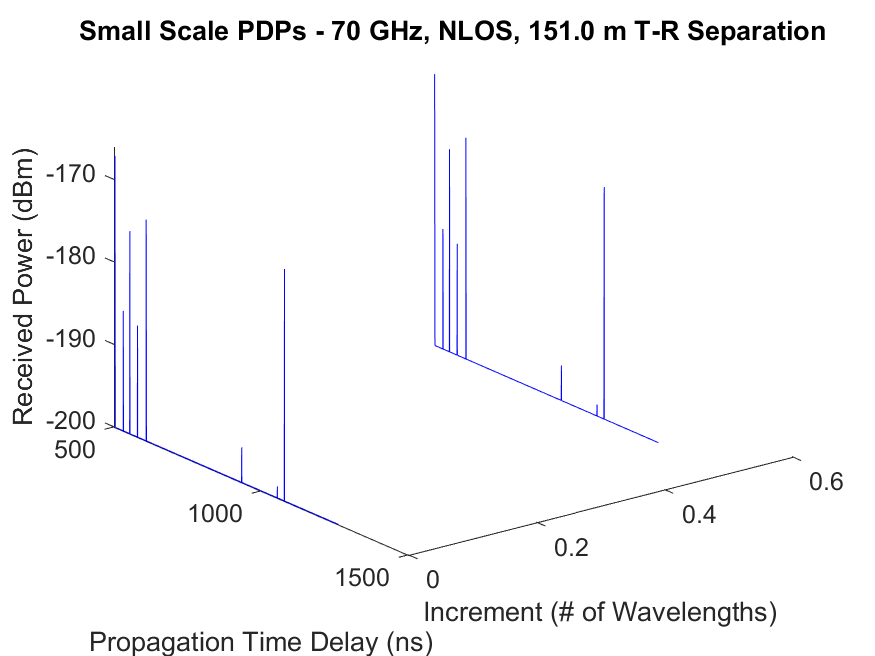 Small Scale PDPs - 70 GHz, NLOS, 151.0 m T-R Separation
Received Power (dBm)
-170
-180
-190
-200
500
1000
1500
0
0.2
0.4
0.6
Increment (# of Wavelengths)
Propagation Time Delay (ns)